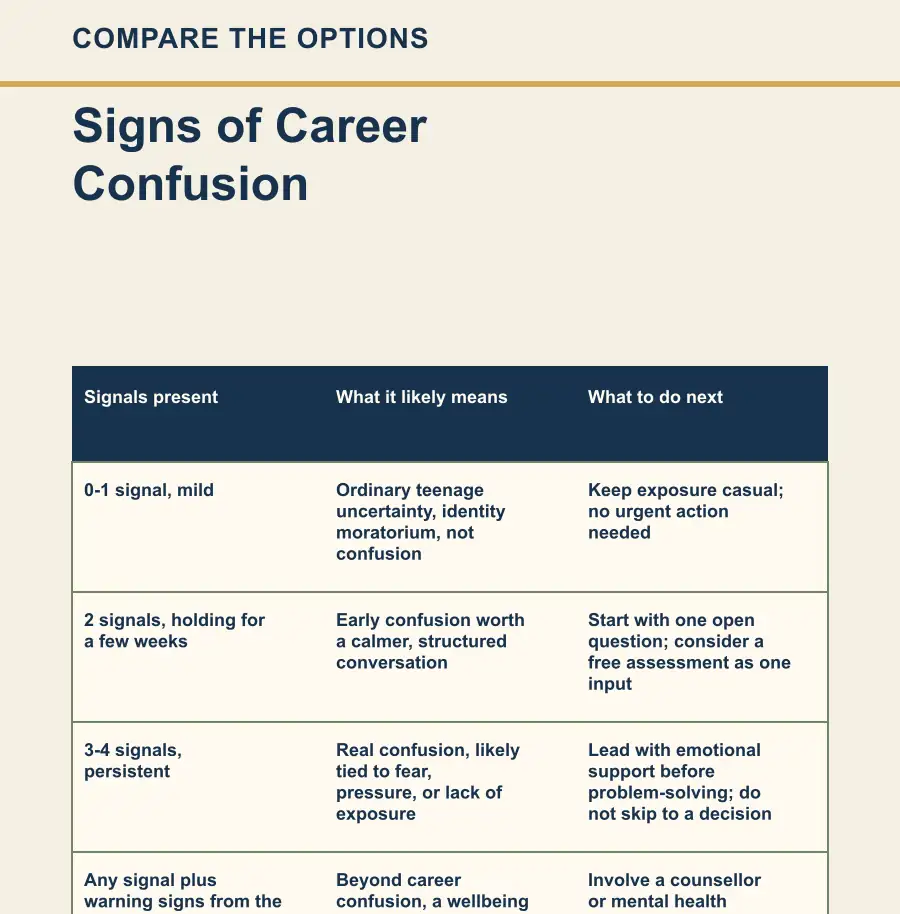 COMPARE THE OPTIONS
Signs of Career
Confusion
Signals present
What it likely means
What to do next
0-1 signal, mild
Ordinary teenage
uncertainty, identity
moratorium, not
confusion
Keep exposure casual;
no urgent action
needed
2 signals, holding for
a few weeks
Early confusion worth
a calmer, structured
conversation
Start with one open
question; consider a
free assessment as one
input
3-4 signals,
persistent
Real confusion, likely
tied to fear,
pressure, or lack of
exposure
Lead with emotional
support before
problem-solving; do
not skip to a decision
Any signal plus
warning signs from the
Beyond career
confusion, a wellbeing
Involve a counsellor
or mental health